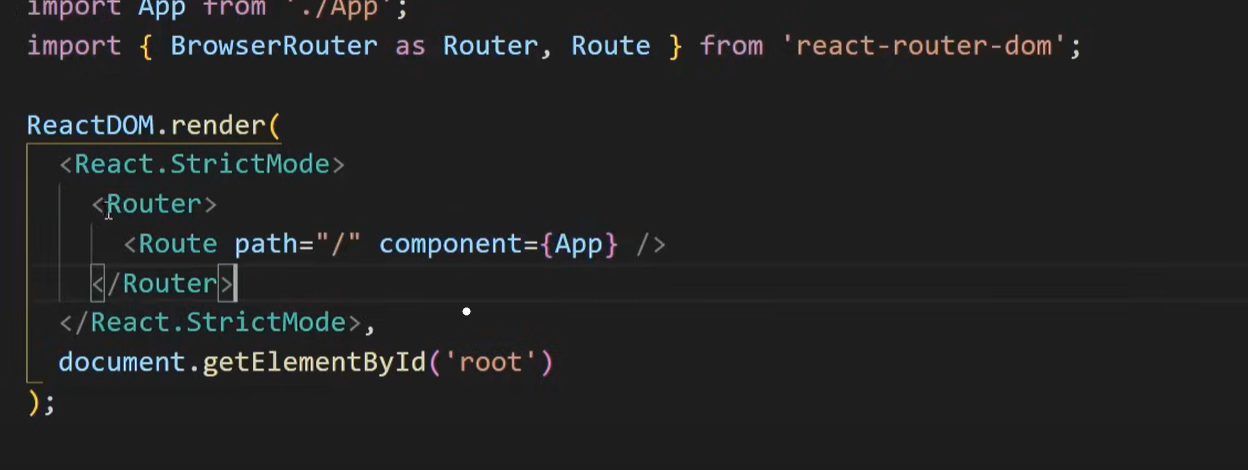 import App from './App';
import { BrowserRouter as Router, Route } from 'react-router-dom';
ReactDOM.render(
<React.StrictMode>
<Router>
<Route path="/" component={App} />
</Router>
</React.StrictMode>,
document.getElementById('root')
);